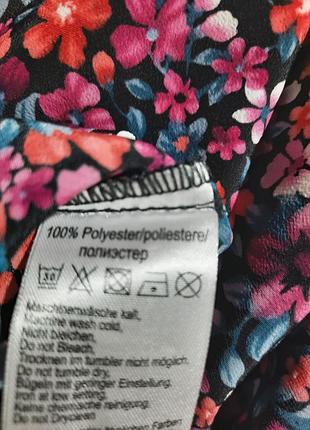 100% Polyester/poliestere/
полиэстер
30
Maschinenwäsche kalt,
Machine wash cold,
Nicht bleichen,
Do not Bleach,
Trocknen im tumbler nicht möglich.
Do not tumble dry,
Bügeln mit geringer Einstellung
Iron at low setting,
Keine chemische reinigung,
Do not Dryclean
ähnlichen Farben